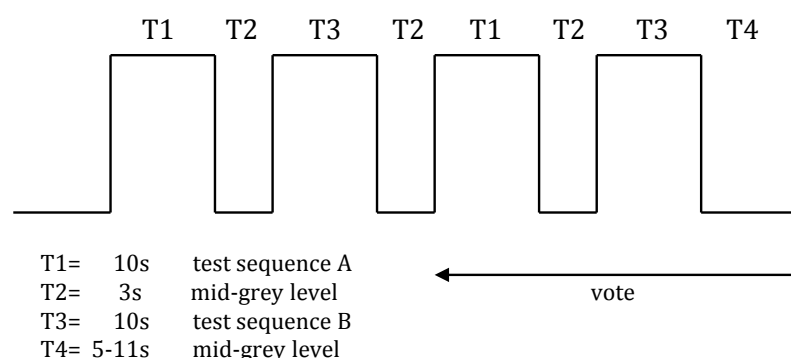 T1 T2 T3 T2 T1 T2 T3 T4
T1= 10s test sequence A
T2= 3s mid-grey level
vote
T3= 10s test sequence B
T4= 5-11s mid-grey level